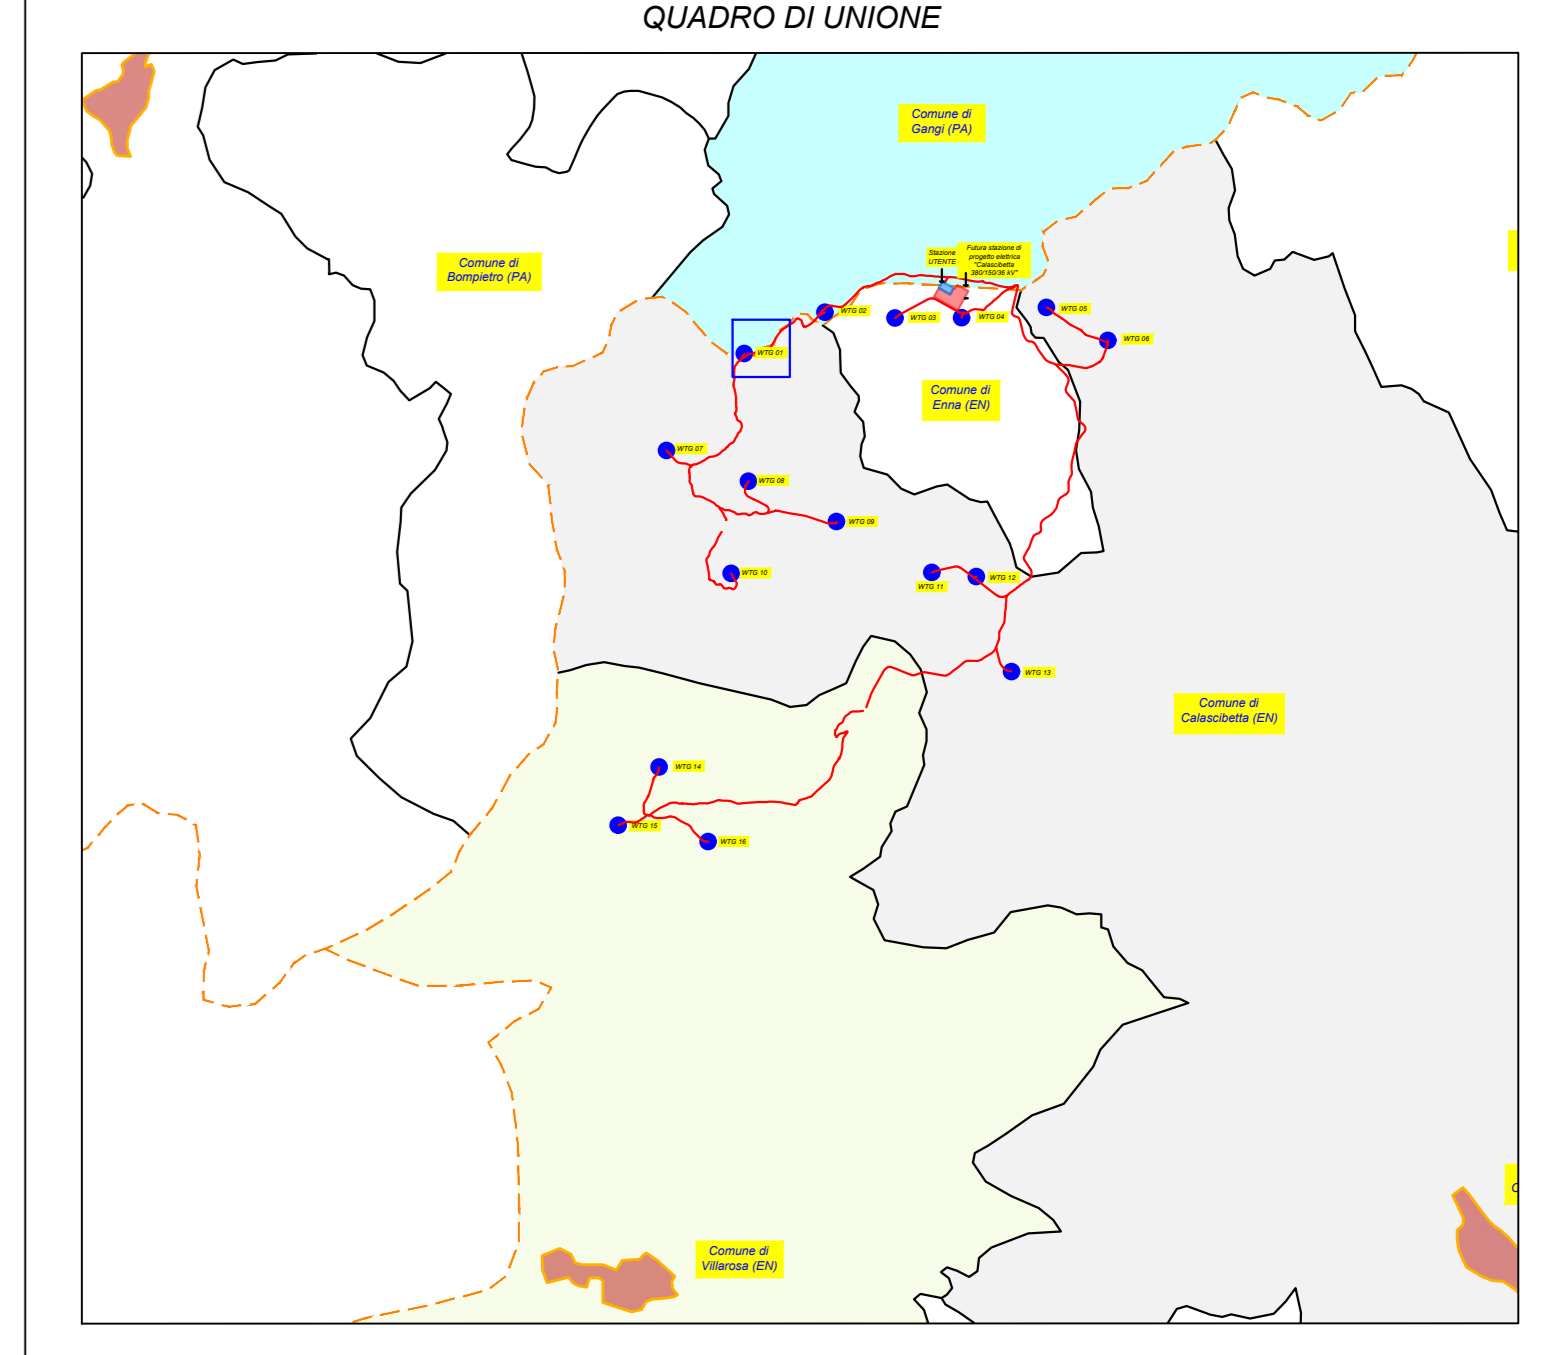 QUADRO DI UNIONE
Comune di
Gangi (PA)
Comune di
Bompietro (PA)
Stazione
UTENTE
Futura stazione di
progetto elettrica
"Calascibetta
380/150/36 kV"
WTG 01
WTG 02
WTG 03
WTG 04
WTG 05
WTG 06
Comune di
Enna (EN)
WTG 07
WTG 08
WTG 09
WTG 10
WTG 11
WTG 12
WTG 13
Comune di
Calascibetta (EN)
WTG 14
WTG 15
WTG 16
Comune di
Villarosa (EN)